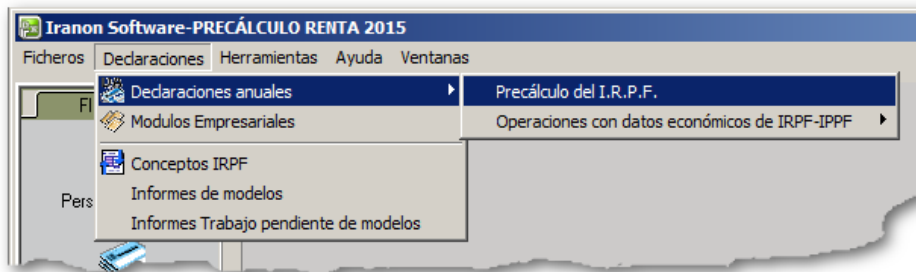 Iranon Software-PRECÁLCULO RENTA 2015
Ficheros Declaraciones Herramientas Ayuda Ventanas
Declaraciones anuales Precálculo del I.R.P.F.
Modulos Empresariales Operaciones con datos económicos de IRPF-IPPF
Conceptos IRPF
Pers Informes de modelos
Informes Trabajo pendiente de modelos